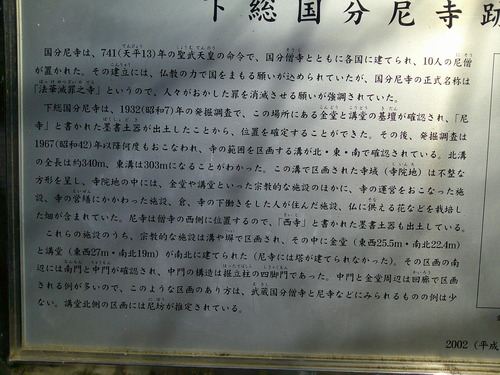 下総国分尼寺跡
国分尼寺は、741(天平13)年の聖武天皇の命令で、国分僧寺とともに各国に建てられ、10人の尼僧
が置かれた。その建立には、仏教の力で国をまもる願いが込められていたが、国分尼寺の正式名称は
「法華滅罪之寺」というので、人々がおかした罪を消滅させる願いが強調されていた。
下総国分尼寺は、1932(昭和7)年の発掘調査で、この場所にある金堂と講堂の基壇が確認され、「尼
寺」と書かれた墨書土器が出土したことから、位置を確定することができた。その後、発掘調査は
1967(昭和42)年以降何度もおこなわれ、寺の範囲を区画する溝が北・東・南で確認されている。北溝
の全長は約340m、東溝は303mになることがわかった。この溝で区画された寺域（寺院地）は不整な
方形を呈し、寺院地の中には、金堂や講堂といった宗教的な施設のほかに、寺の運営をおこなった施
設、寺の営繕にかかわった施設、倉、寺の下働きをした人が住んだ施設、仏に供える花などを栽培し
た畑が含まれていた。尼寺は僧寺の西側に位置するので、「西寺」と書かれた墨書土器も出土している。
これらの施設のうち、宗教的な施設は溝や塀で区画され、その中に金堂（東西25.5m・南北22.4m）
と講堂（東西27m・南北19m）が南北に建てられた（尼寺には塔が建てられなかった）。その区画の南
辺には南門と中門が確認され、中門の構造は掘立柱の四脚門であった。中門と金堂周辺は回廊で区画
される例が多いので、このような区画のあり方は、武蔵国分僧寺と尼寺などにみられるものの例は少
ない。講堂北側の区画には尼坊が推定されている。
2002（平成